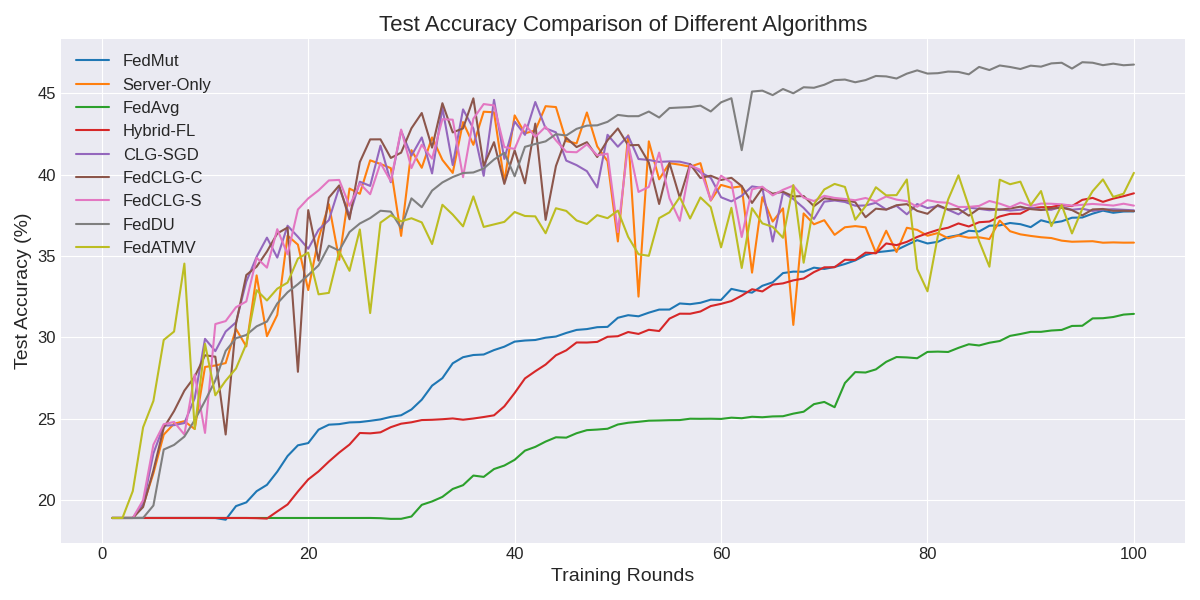 Test Accuracy Comparison of Different Algorithms
FedMut
Server-Only
FedAvg
Hybrid-FL
CLG-SGD
FedCLG-C
FedCLG-S
FedDU
FedATMV
Test Accuracy (%)
45
40
35
30
25
20
0 20 40 60 80 100
Training Rounds